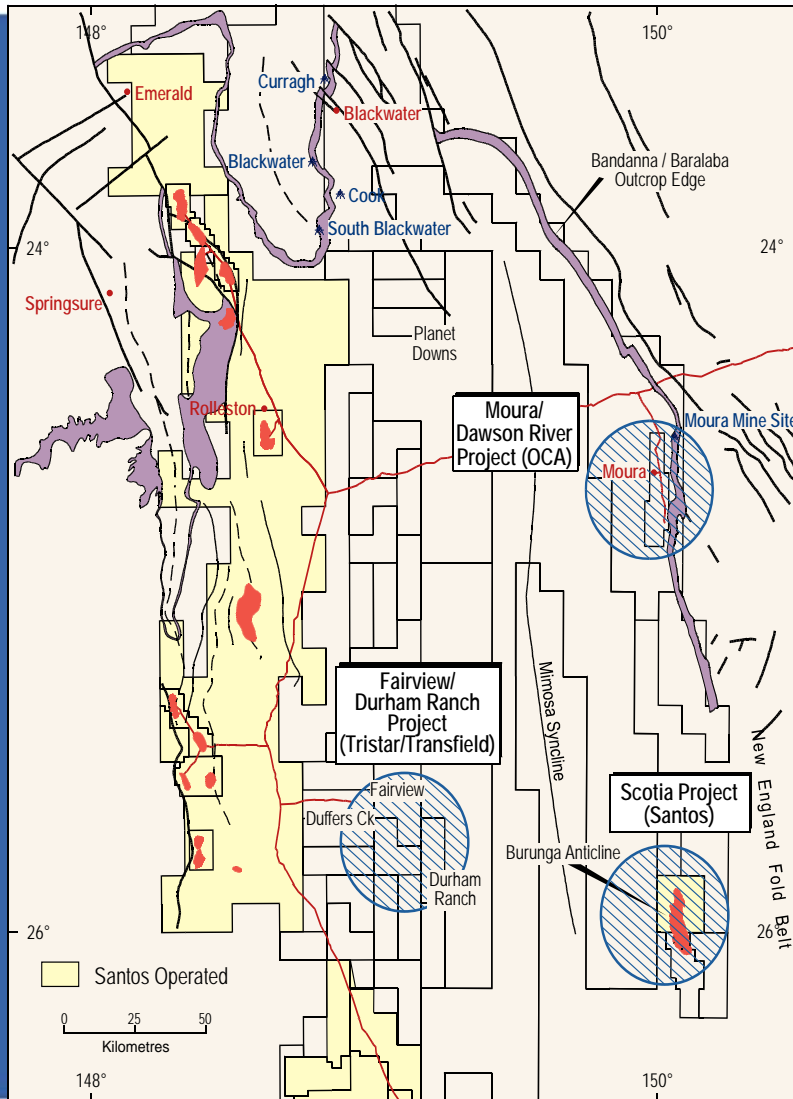 148°
150°
Emerald
Curragh
Blackwater
Blackwater
Cook
South Blackwater
Bandanna / Baralaba
Outcrop Edge
24°
24°
Springsure
Planet
Downs
Rolleston
Moura/
Dawson River
Project (OCA)
Moura Mine Site
Moura
Mimosa Syncline
Fairview/
Durham Ranch
Project
(Tristar/Transfield)
Fairview
Duffers Ck
Durham
Ranch
New England Fold Belt
Scotia Project
(Santos)
Burunga Anticline
26°
26°
Santos Operated
0 25 50
Kilometres
148°
150°